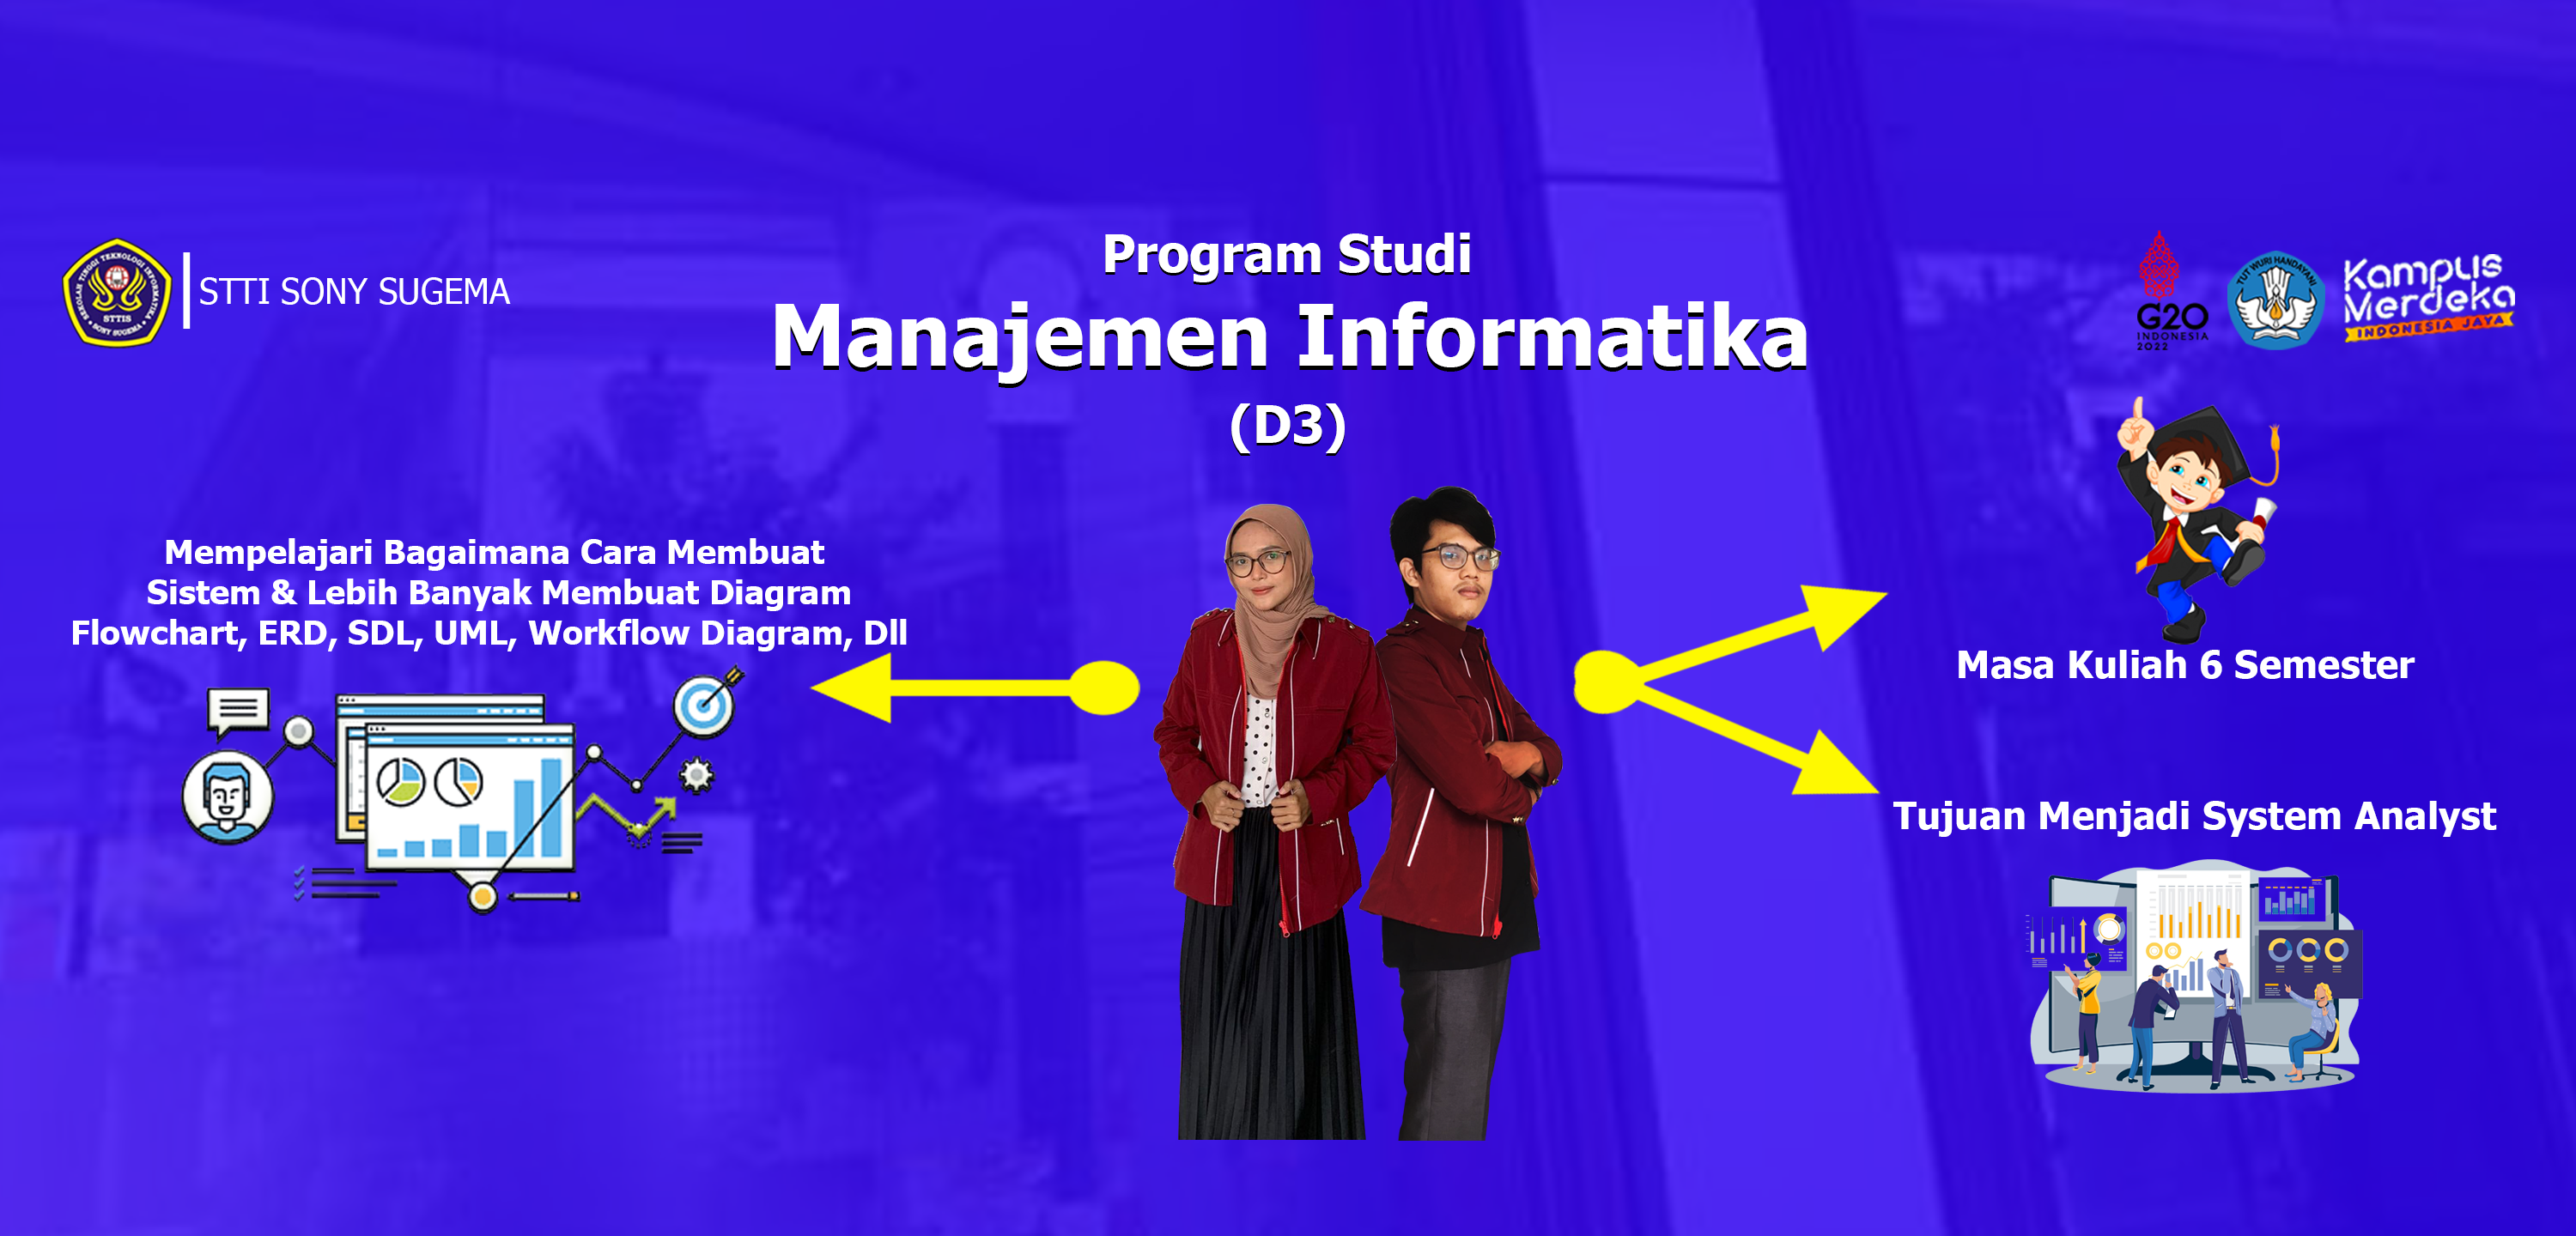 SEKOLAH TINGGI TEKNOLOGI INFORMATIKA
STTIS
SONY SUGEMA
STTI SONY SUGEMA
Program Studi
Manajemen Informatika
(D3)
G20
INDONESIA
2022
TUT WURI HANDAYANI
Kampus
Merdeka
INDONESIA JAYA
Mempelajari Bagaimana Cara Membuat
Sistem & Lebih Banyak Membuat Diagram
Flowchart, ERD, SDL, UML, Workflow Diagram, Dll
Masa Kuliah 6 Semester
Tujuan Menjadi System Analyst